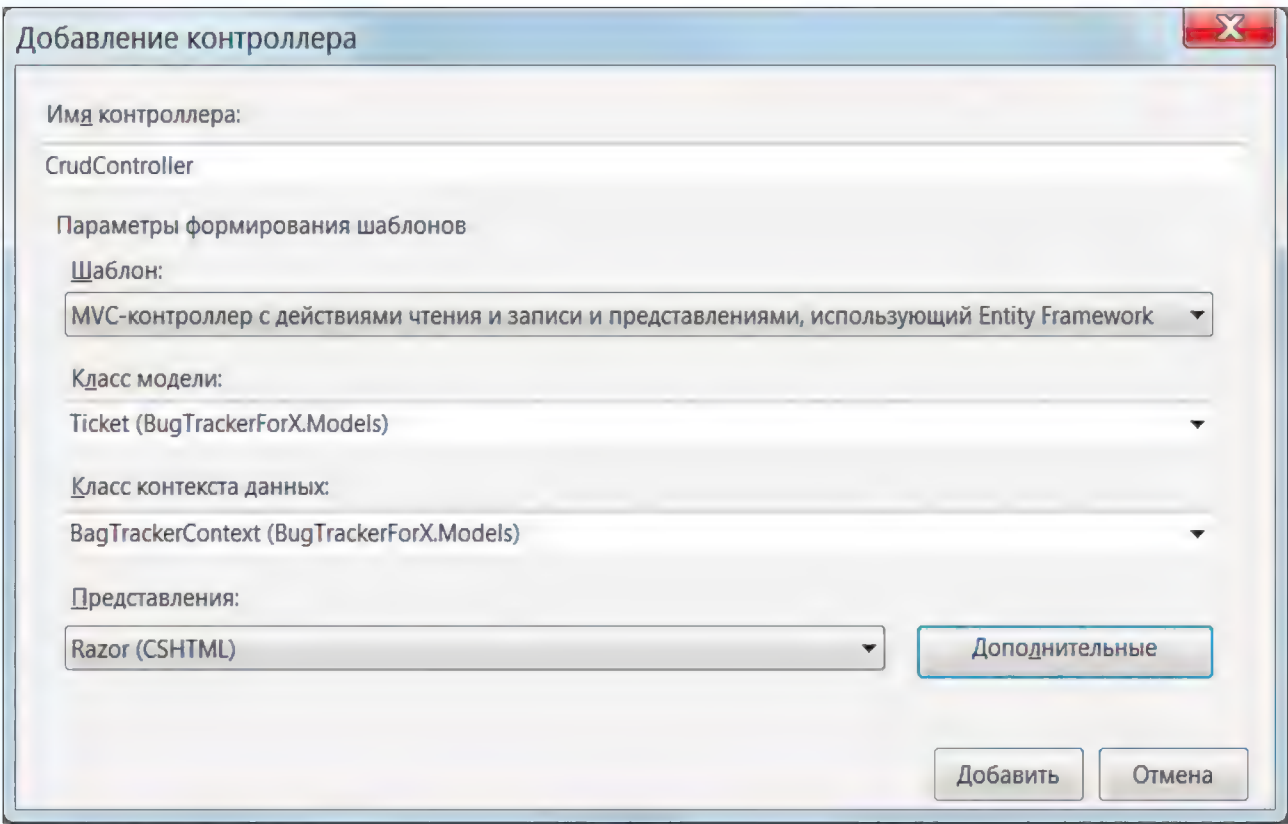 Добавление контроллера
Имя контроллера:
CrudController
Параметры формирования шаблонов
Шаблон:
MVC-контроллер с действиями чтения и записи и представлениями, использующий Entity Framework
Класс модели:
Ticket (BugTrackerForX.Models)
Класс контекста данных:
BagTrackerContext (BugTrackerForX.Models)
Представления:
Razor (CSHTML)
Дополнительные
Добавить
Отмена